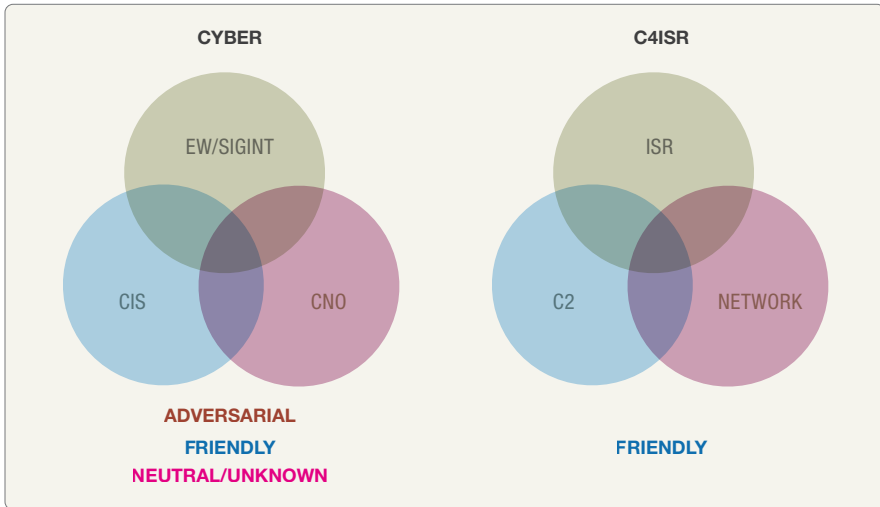 CYBER
EW/SIGINT
CIS
CNO
ADVERSARIAL
FRIENDLY
NEUTRAL/UNKNOWN
C4ISR
ISR
C2
NETWORK
FRIENDLY